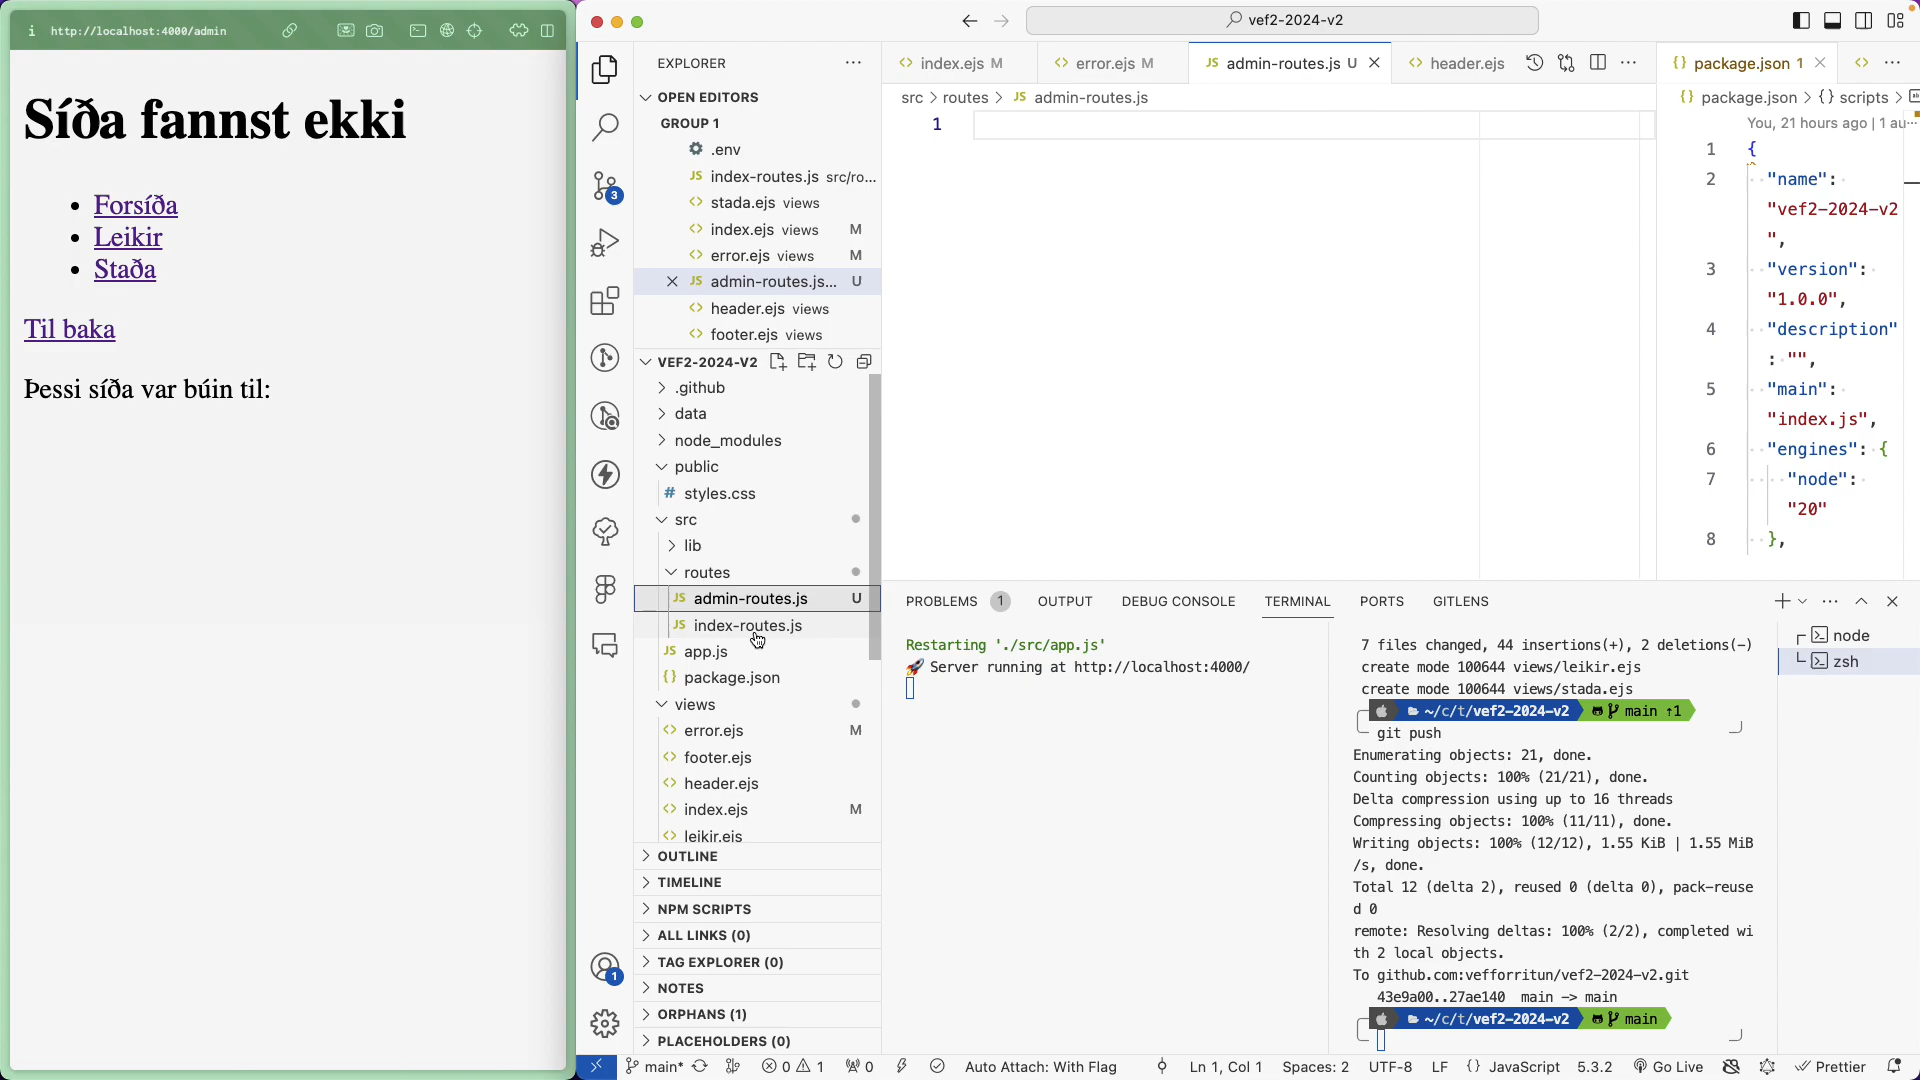 i http://localhost:4000/admin
Síða fannst ekki
Forsíða
Leikir
Staða
Til baka
Þessi síða var búin til:
vef2-2024-v2
EXPLORER
OPEN EDITORS
GROUP 1
.env
JS index-routes.js src/ro...
stada.ejs views
index.ejs views M
error.ejs views M
JS admin-routes.js... U
header.ejs views
footer.ejs views
VEF2-2024-V2
.github
data
node_modules
public
# styles.css
src
lib
routes
JS admin-routes.js U
JS index-routes.js
JS app.js
{} package.json
views
error.ejs M
footer.ejs
header.ejs
index.ejs M
leikir.ejs
OUTLINE
TIMELINE
NPM SCRIPTS
ALL LINKS (0)
TAG EXPLORER (0)
NOTES
ORPHANS (1)
PLACEHOLDERS (0)
3
1
index.ejs M
error.ejs M
JS admin-routes.js U
header.ejs
src > routes > JS admin-routes.js
1
{} package.json 1
{} package.json > {} scripts >
You, 21 hours ago | 1 au...
1 {
2 "name":
"vef2-2024-v2
",
3 "version":
"1.0.0",
4 "description"
: "",
5 "main":
"index.js",
6 "engines": {
7 "node":
"20"
8 },
PROBLEMS 1 OUTPUT DEBUG CONSOLE TERMINAL PORTS GITLENS
Restarting './src/app.js'
🚀 Server running at http://localhost:4000/
7 files changed, 44 insertions(+), 2 deletions(-)
create mode 100644 views/leikir.ejs
create mode 100644 views/stada.ejs
~/c/t/vef2-2024-v2 main ↑1
git push
Enumerating objects: 21, done.
Counting objects: 100% (21/21), done.
Delta compression using up to 16 threads
Compressing objects: 100% (11/11), done.
Writing objects: 100% (12/12), 1.55 KiB | 1.55 MiB
/s, done.
Total 12 (delta 2), reused 0 (delta 0), pack-reuse
d 0
remote: Resolving deltas: 100% (2/2), completed wi
th 2 local objects.
To github.com:vefforritun/vef2-2024-v2.git
43e9a00..27ae140 main -> main
~/c/t/vef2-2024-v2 main
node
zsh
main* 0 1 0 Auto Attach: With Flag Ln 1, Col 1 Spaces: 2 UTF-8 LF {} JavaScript 5.3.2 Go Live Prettier